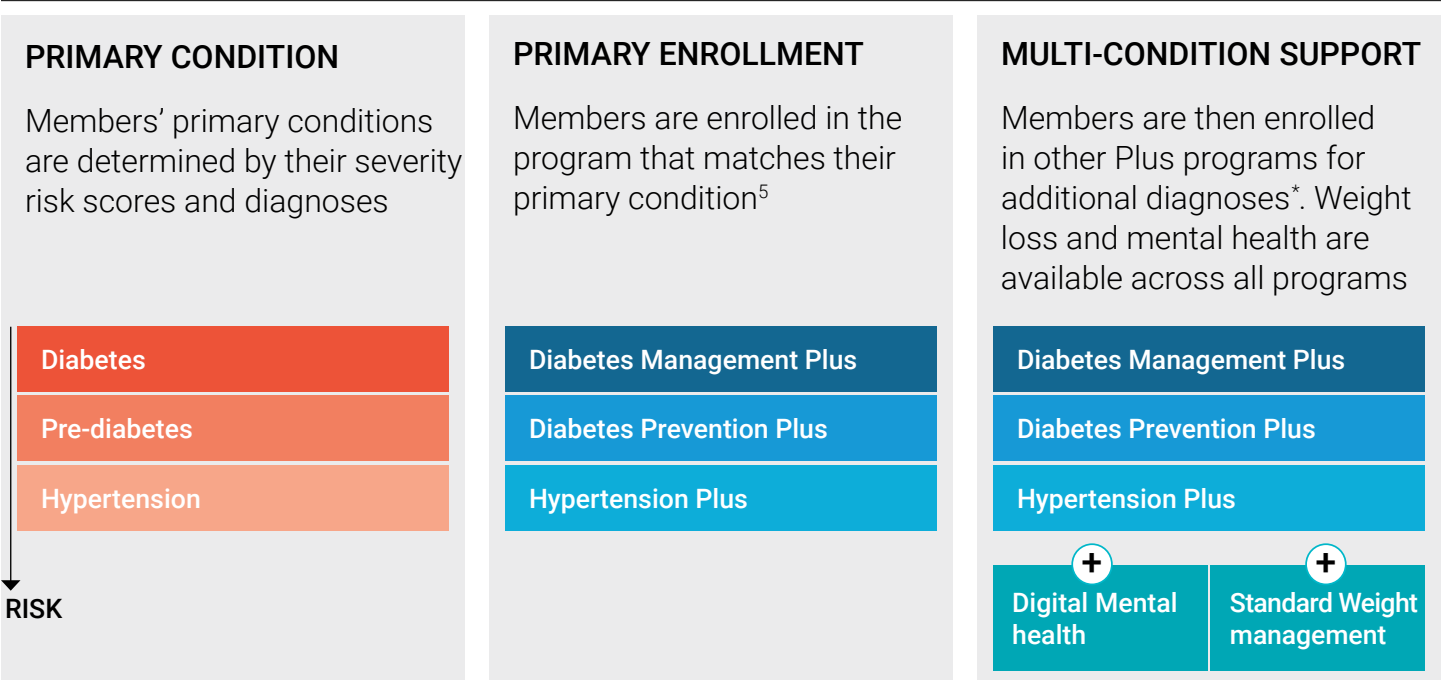 PRIMARY CONDITION
Members’ primary conditions
are determined by their severity
risk scores and diagnoses
Diabetes
Pre-diabetes
Hypertension
RISK
PRIMARY ENROLLMENT
Members are enrolled in the
program that matches their
primary condition5
Diabetes Management Plus
Diabetes Prevention Plus
Hypertension Plus
MULTI-CONDITION SUPPORT
Members are then enrolled
in other Plus programs for
additional diagnoses*. Weight
loss and mental health are
available across all programs
Diabetes Management Plus
Diabetes Prevention Plus
Hypertension Plus
+
Digital Mental
health
+
Standard Weight
management